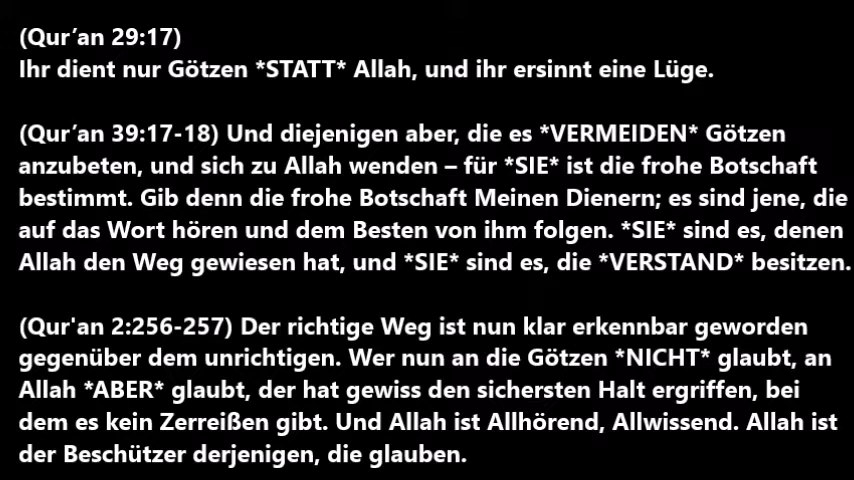 (Qur’an 29:17)
Ihr dient nur Götzen *STATT* Allah, und ihr ersinnt eine Lüge.
(Qur’an 39:17-18) Und diejenigen aber, die es *VERMEIDEN* Götzen
anzubeten, und sich zu Allah wenden – für *SIE* ist die frohe Botschaft
bestimmt. Gib denn die frohe Botschaft Meinen Dienern; es sind jene, die
auf das Wort hören und dem Besten von ihm folgen. *SIE* sind es, denen
Allah den Weg gewiesen hat, und *SIE* sind es, die *VERSTAND* besitzen.
(Qur'an 2:256-257) Der richtige Weg ist nun klar erkennbar geworden
gegenüber dem unrichtigen. Wer nun an die Götzen *NICHT* glaubt, an
Allah *ABER* glaubt, der hat gewiss den sichersten Halt ergriffen, bei
dem es kein Zerreißen gibt. Und Allah ist Allhörend, Allwissend. Allah ist
der Beschützer derjenigen, die glauben.